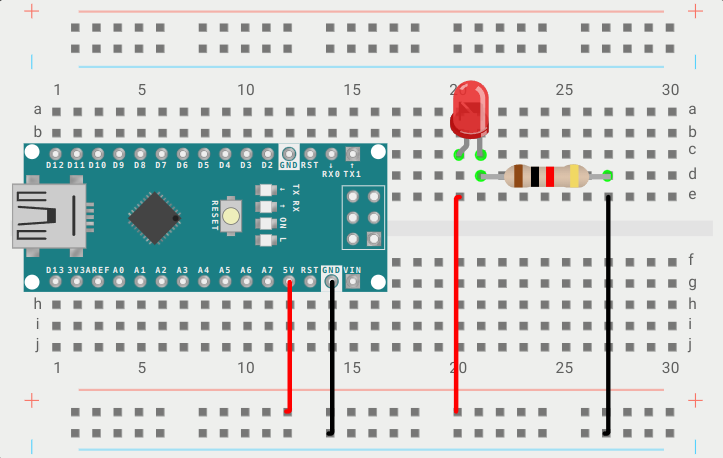 + +
1 5 10 15 20 25 30
a a
b b
c
D12 D11 D10 D9 D8 D7 D6 D5 D4 D3 D2 GND RST RX0 TX1
d
e
RESET
TX RX
ON L
f
D13 3V3 AREF A0 A1 A2 A3 A4 A5 A6 A7 5V RST GND VIN
g
h h
i i
j j
1 5 10 15 20 25 30
+ +